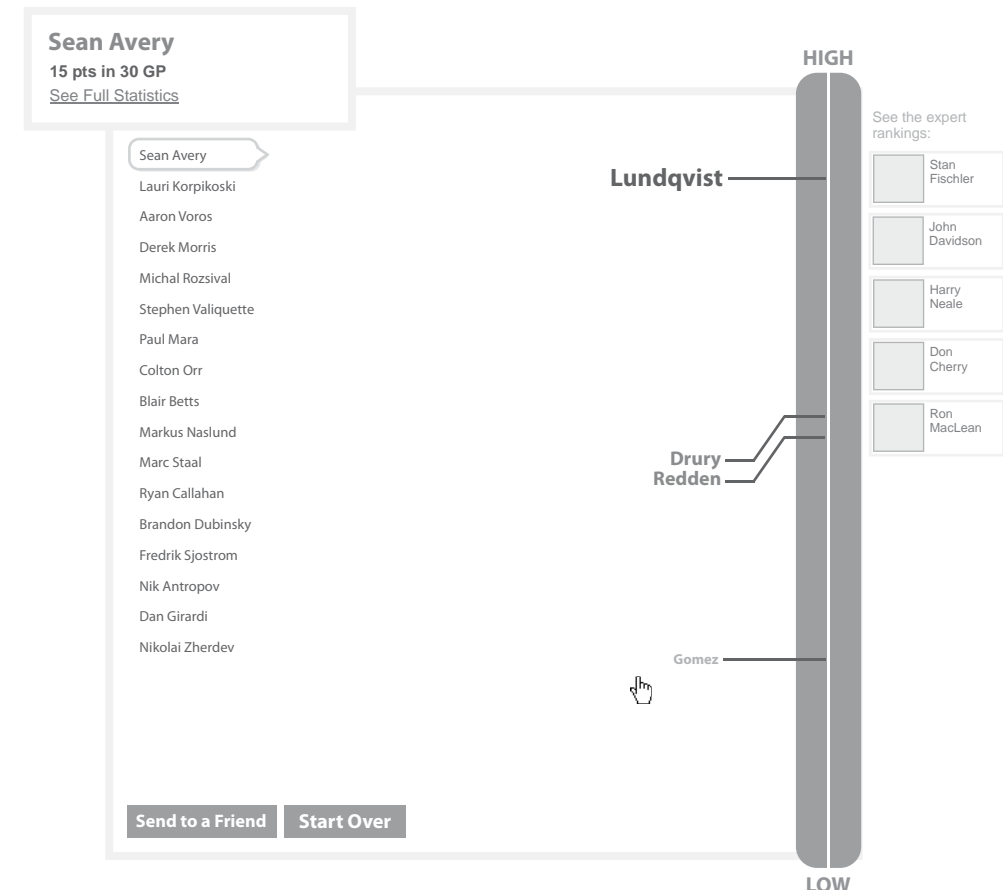 Sean Avery
15 pts in 30 GP
See Full Statistics
Sean Avery
Lauri Korpikoski
Aaron Voros
Derek Morris
Michal Rozsival
Stephen Valiquette
Paul Mara
Colton Orr
Blair Betts
Markus Naslund
Marc Staal
Ryan Callahan
Brandon Dubinsky
Fredrik Sjostrom
Nik Antropov
Dan Girardi
Nikolai Zherdev
Send to a Friend
Start Over
HIGH
Lundqvist
Drury
Redden
Gomez
LOW
See the expert
rankings:
Stan
Fischler
John
Davidson
Harry
Neale
Don
Cherry
Ron
MacLean